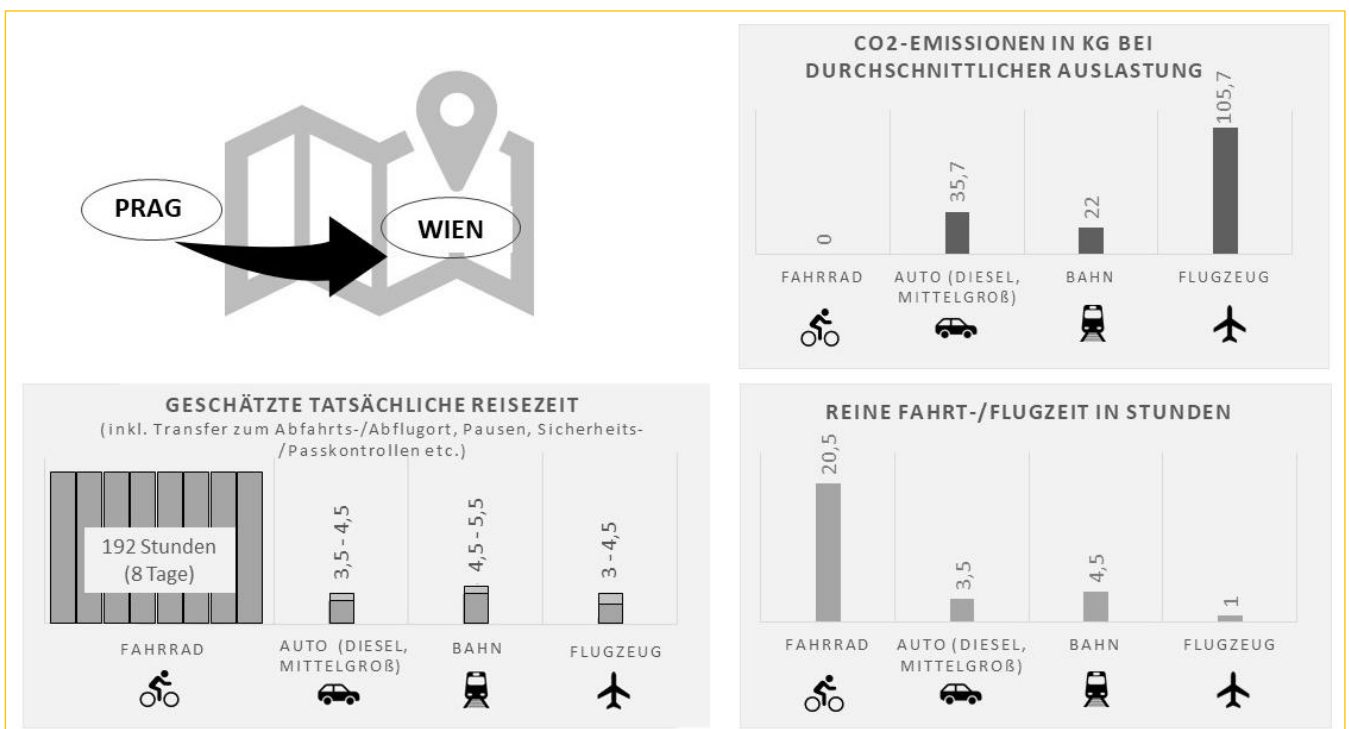 PRAG
WIEN
CO2-EMISSIONEN IN KG BEI
DURCHSCHNITTLICHER AUSLASTUNG
0
35,7
22
105,7
FAHRRAD
AUTO (DIESEL,
MITTELGROß)
BAHN
FLUGZEUG
GESCHÄTZTE TATSÄCHLICHE REISEZEIT
(inkl. Transfer zum Abfahrts-/Abflugort, Pausen, Sicherheits-
/Passkontrollen etc.)
192 Stunden
(8 Tage)
3,5 - 4,5
4,5 - 5,5
3 - 4,5
FAHRRAD
AUTO (DIESEL,
MITTELGROß)
BAHN
FLUGZEUG
REINE FAHRT-/FLUGZEIT IN STUNDEN
20,5
3,5
4,5
1
FAHRRAD
AUTO (DIESEL,
MITTELGROß)
BAHN
FLUGZEUG